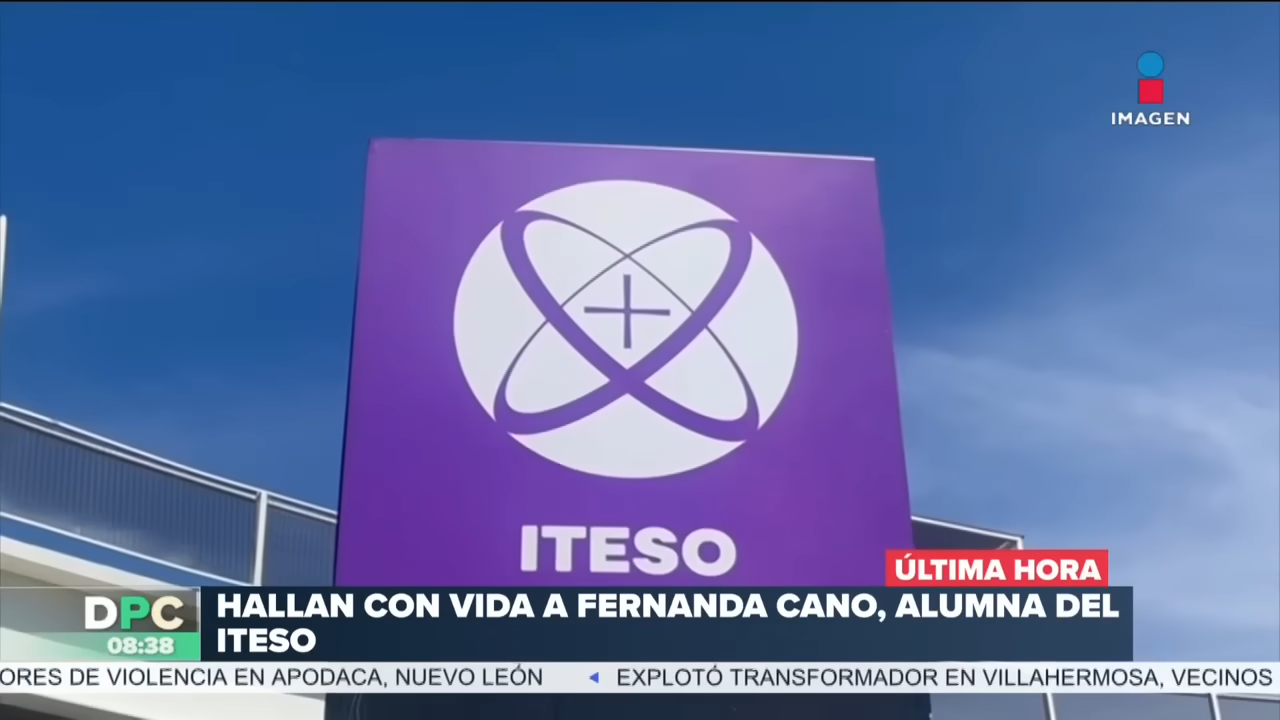 IMAGEN
ITESO
ÚLTIMA HORA
DPC
08:38
HALLAN CON VIDA A FERNANDA CANO, ALUMNA DEL
ITESO
ORES DE VIOLENCIA EN APODACA, NUEVO LEÓN EXPLOTÓ TRANSFORMADOR EN VILLAHERMOSA, VECINOS